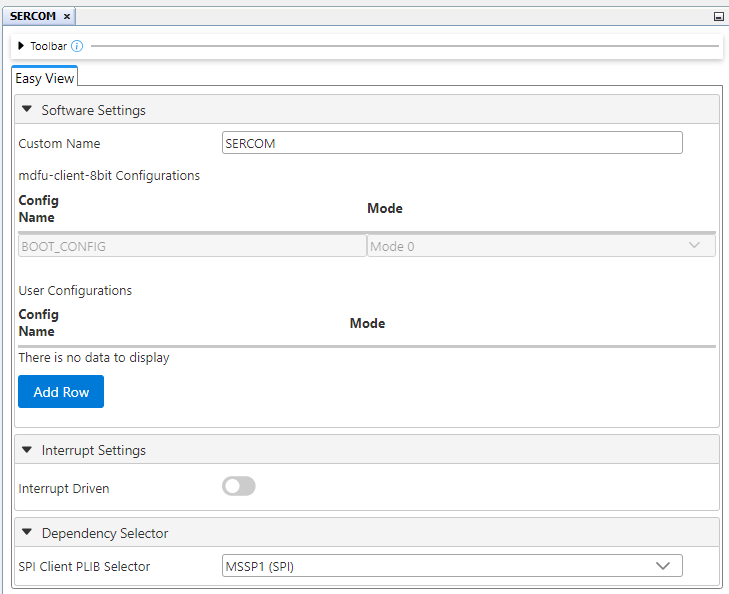 SERCOM ×
Toolbar
Easy View
Software Settings
Custom Name SERCOM
mdfu-client-8bit Configurations
Config Name Mode
BOOT_CONFIG Mode 0
User Configurations
Config Name Mode
There is no data to display
Add Row
Interrupt Settings
Interrupt Driven
Dependency Selector
SPI Client PLIB Selector MSSP1 (SPI)